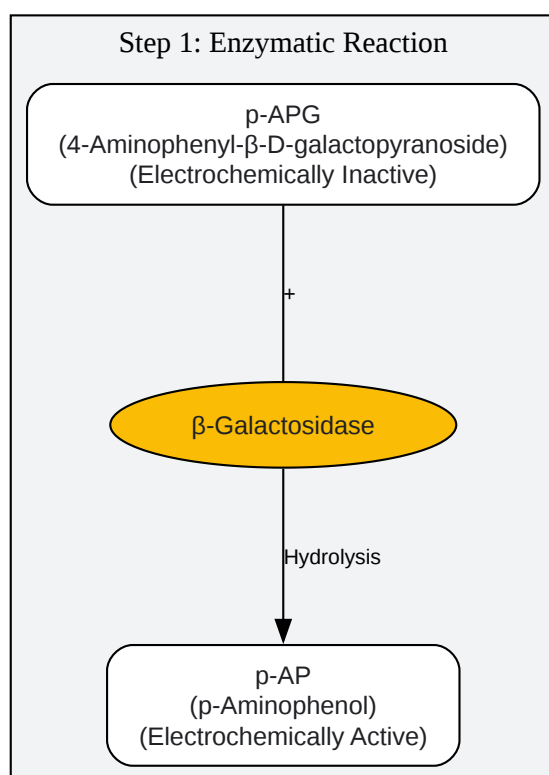 Step 1: Enzymatic Reaction
p-APG
(4-Aminophenyl-β-D-galactopyranoside)
(Electrochemically Inactive)
+
β-Galactosidase
Hydrolysis
p-AP
(p-Aminophenol)
(Electrochemically Active)